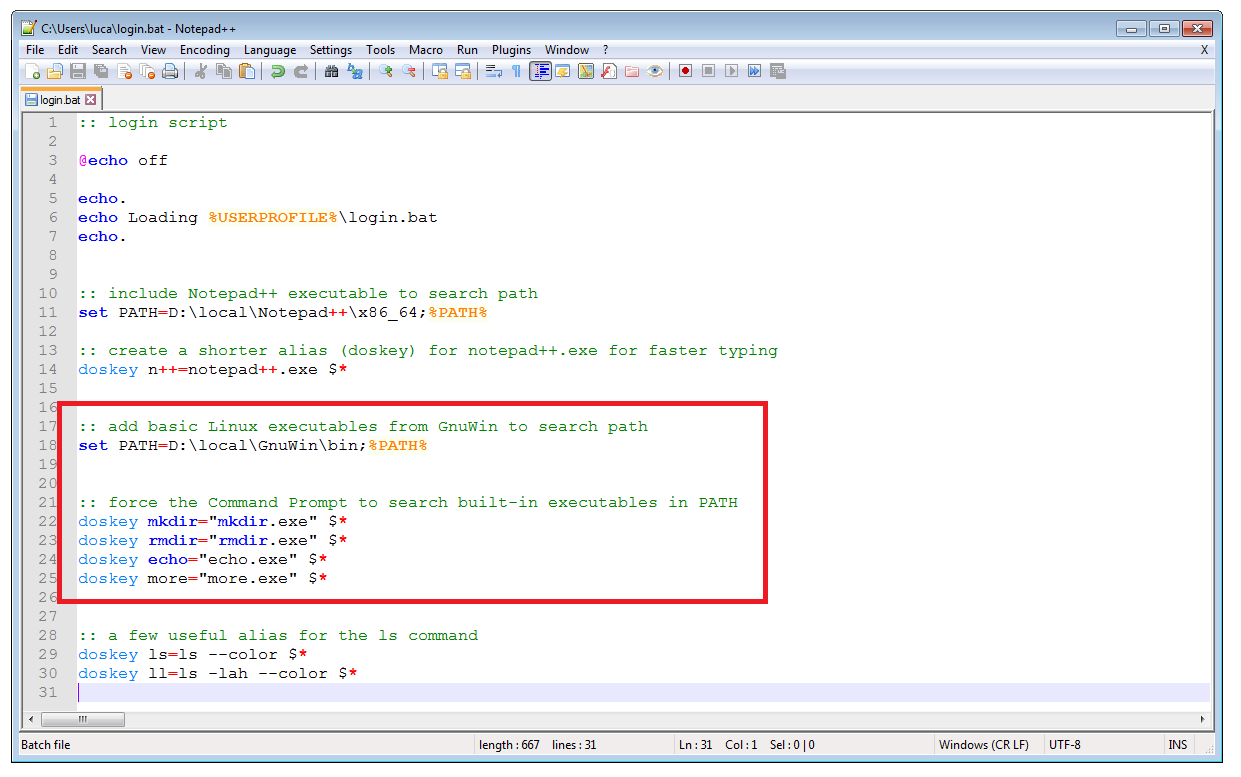 C:\Users\luca\login.bat - Notepad++
File Edit Search View Encoding Language Settings Tools Macro Run Plugins Window ? X
login.bat
1 :: login script
2
3 @echo off
4
5 echo.
6 echo Loading %USERPROFILE%\login.bat
7 echo.
8
9
10 :: include Notepad++ executable to search path
11 set PATH=D:\local\Notepad++\x86_64;%PATH%
12
13 :: create a shorter alias (doskey) for notepad++.exe for faster typing
14 doskey n++=notepad++.exe $*
15
16
17 :: add basic Linux executables from GnuWin to search path
18 set PATH=D:\local\GnuWin\bin;%PATH%
19
20
21 :: force the Command Prompt to search built-in executables in PATH
22 doskey mkdir="mkdir.exe" $*
23 doskey rmdir="rmdir.exe" $*
24 doskey echo="echo.exe" $*
25 doskey more="more.exe" $*
26
27
28 :: a few useful alias for the ls command
29 doskey ls=ls --color $*
30 doskey ll=ls -lah --color $*
31
Batch file length : 667 lines : 31 Ln : 31 Col : 1 Sel : 0 | 0 Windows (CR LF) UTF-8 INS